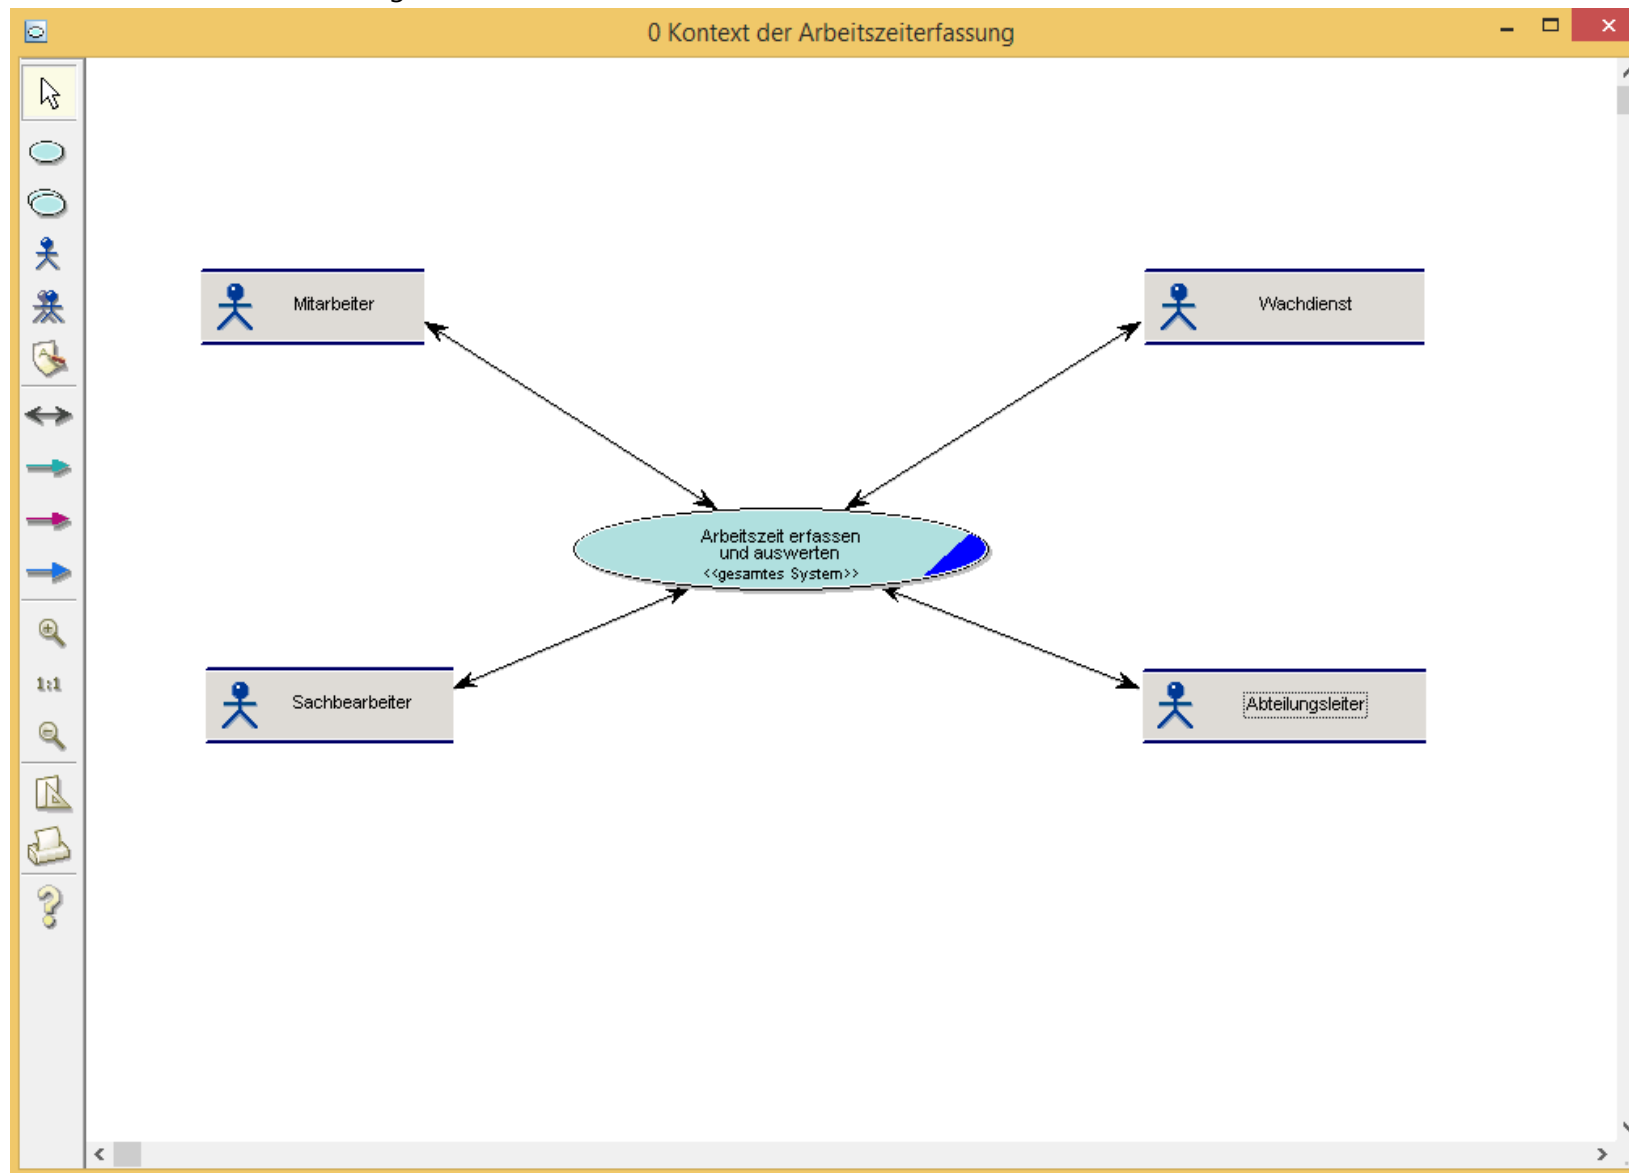 0 Kontext der Arbeitszeiterfassung
Mitarbeiter
Wachdienst
Arbeitszeit erfassen
und auswerten
<<gesamtes System>>
1:1
Sachbearbeiter
Abteilungsleiter